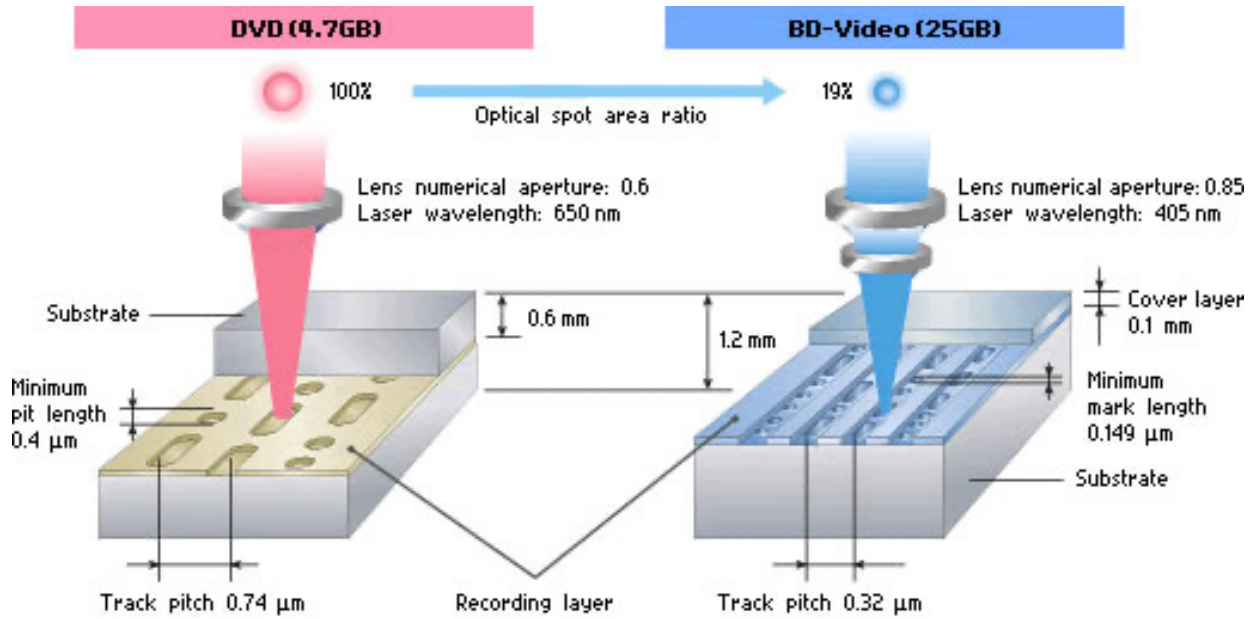 DVD (4.7GB)
BD-Video (25GB)
100%
19%
Optical spot area ratio
Lens numerical aperture: 0.6
Laser wavelength: 650 nm
Lens numerical aperture: 0.85
Laser wavelength: 405 nm
Substrate
0.6 mm
1.2 mm
Cover layer
0.1 mm
Minimum
pit length
0.4 μm
Minimum
mark length
0.149 μm
Substrate
Track pitch 0.74 μm
Recording layer
Track pitch 0.32 μm